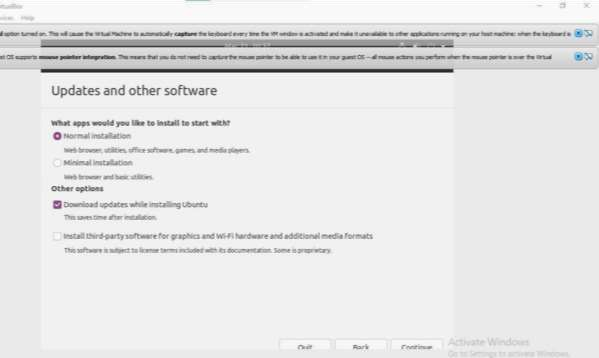 rtualBox
vices Help
d option turned on. This will cause the Virtual Machine to automatically capture the keyboard every time the VM window is activated and make it unavailable to other applications running on your host machine: when the keyboard is
st OS supports mouse pointer integration. This means that you do not need to capture the mouse pointer to be able to use it in your guest OS -- all mouse actions you perform when the mouse pointer is over the Virtual
Updates and other software
What apps would you like to install to start with?
Normal installation
Web browser, utilities, office software, games, and media players.
Minimal installation
Web browser and basic utilities.
Other options
Download updates while installing Ubuntu
This saves time after installation.
Install third-party software for graphics and Wi-Fi hardware and additional media formats
This software is subject to license terms included with its documentation. Some is proprietary.
Quit Back Continue
Activate Windows
Go to Settings to activate Windows.